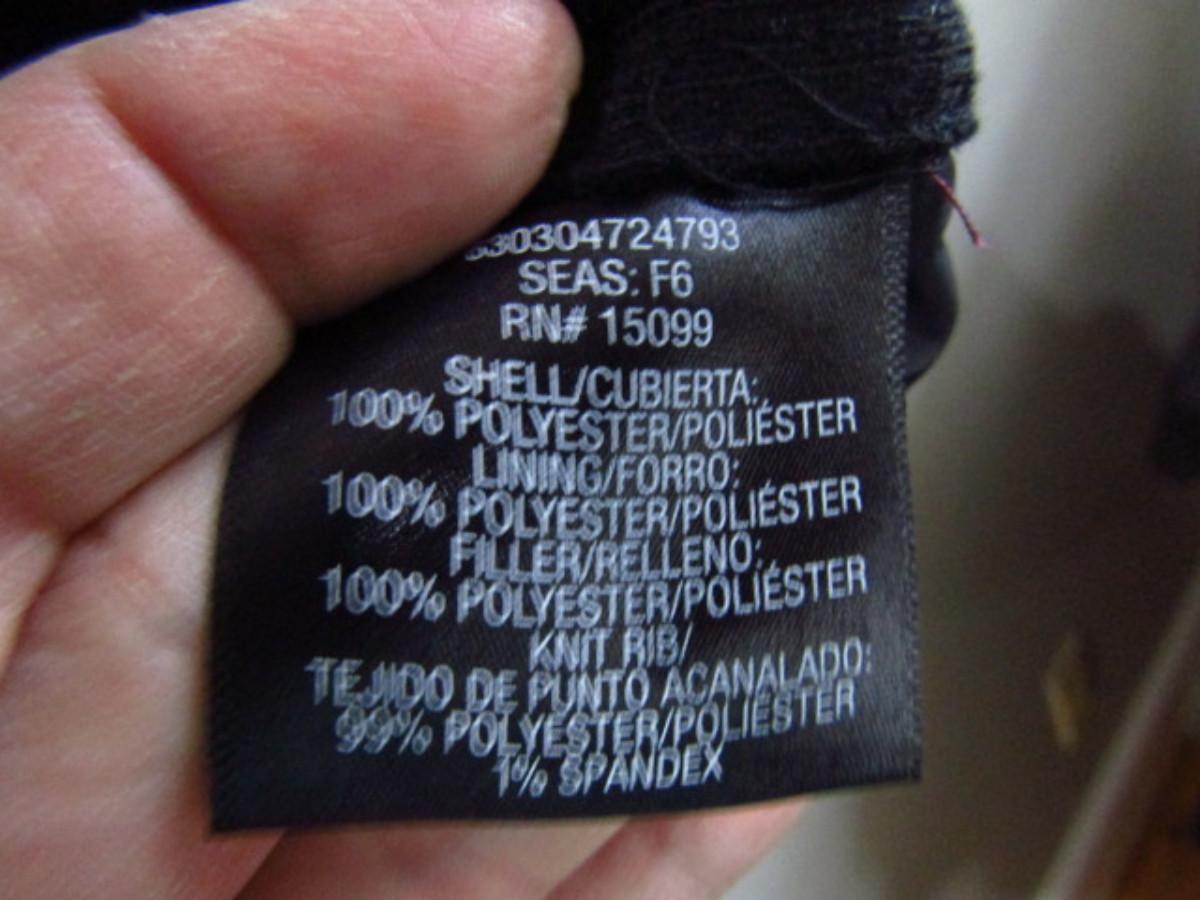 30304724793
SEAS: F6
RN# 15099
SHELL/CUBIERTA:
100% POLYESTER/POLIÉSTER
LINING/FORRO:
100% POLYESTER/POLIÉSTER
FILLER/RELLENO:
100% POLYESTER/POLIÉSTER
KNIT RIB/
TEJIDO DE PUNTO ACANALADO:
99% POLYESTER/POLIÉSTER
1% SPANDEX